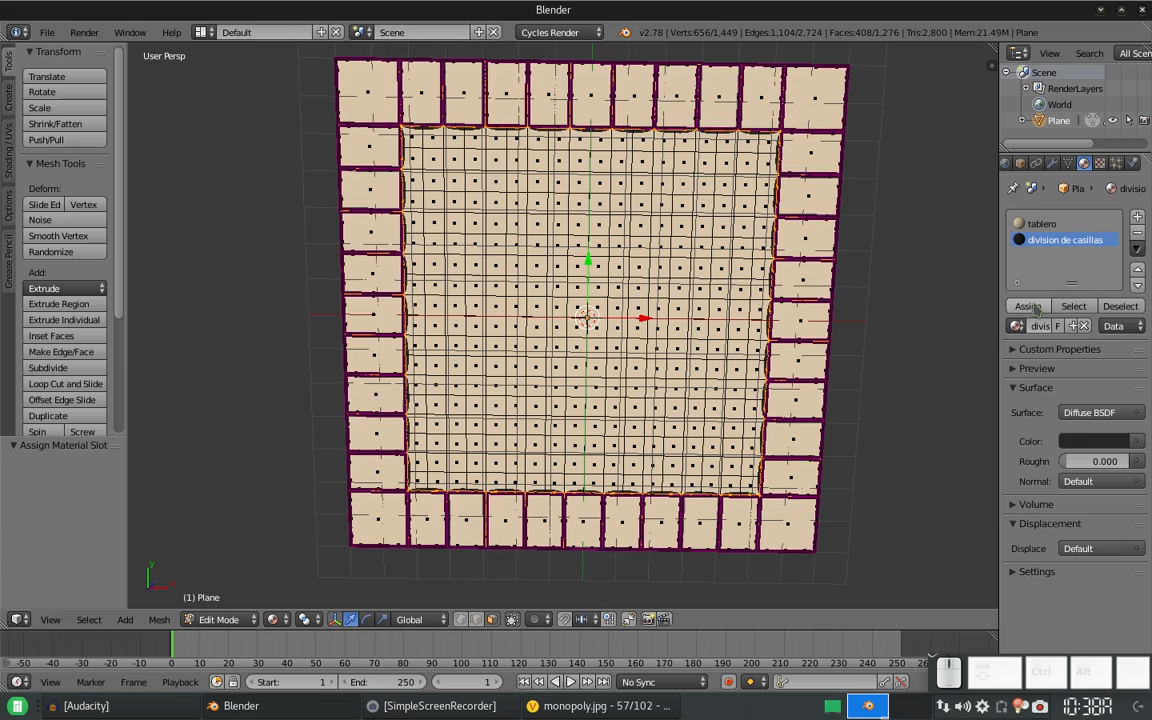 Blender
File
Render
Window
Help
Default
Scene
Cycles Render
v2.78 | Verts:656/1,449 | Edges:1,104/2,724 | Faces:408/1,276 | Tris:2,800 | Mem:21.49M | Plane
Tools
Create
Shading / UVs
Options
Grease Pencil
Transform
Translate
Rotate
Scale
Shrink/Fatten
Push/Pull
Mesh Tools
Deform:
Slide Ed
Vertex
Noise
Smooth Vertex
Randomize
Add:
Extrude
Extrude Region
Extrude Individual
Inset Faces
Make Edge/Face
Subdivide
Loop Cut and Slide
Offset Edge Slide
Duplicate
Spin
Screw
Assign Material Slot
User Persp
y
(1) Plane
View
Search
All Scen
Scene
RenderLayers
World
Plane
Pla
divisio
tablero
division de casillas
Assign
Select
Deselect
divis
F
Data
Custom Properties
Preview
Surface
Surface:
Diffuse BSDF
Color:
Roughn
0.000
Normal:
Default
Volume
Displacement
Displace
Default
Settings
View
Select
Add
Mesh
Edit Mode
Global
-50 -40 -30 -20 -10 0 10 20 30 40 50 60 70 80 90 100 110 120 130 140 150 160 170 180 190 200 210 220 230 240 250
View
Marker
Frame
Playback
Start:
1
End:
250
1
No Sync
Ctrl
Alt
[Audacity]
Blender
[SimpleScreenRecorder]
monopoly.jpg - 57/102 - ...